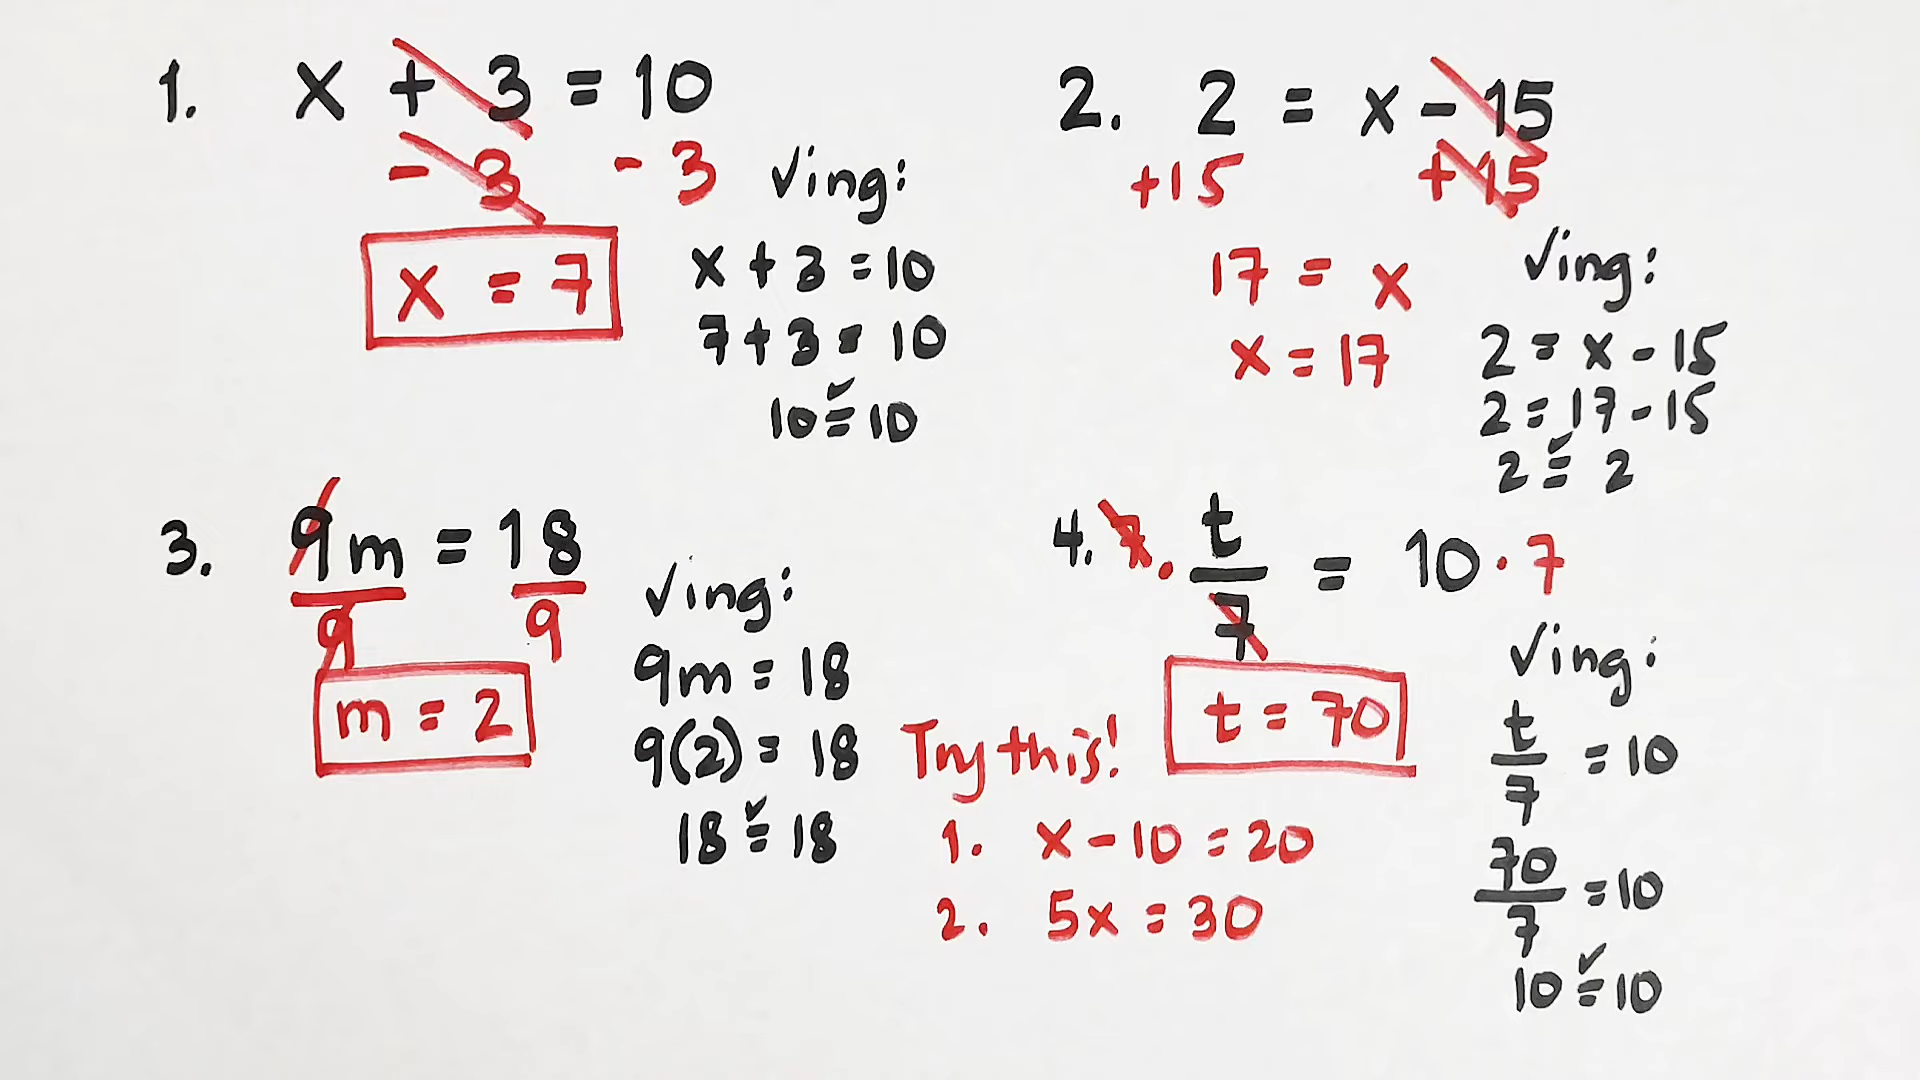 1. x + 3 = 10
- 3 - 3
x = 7
√ing:
x + 3 = 10
7 + 3 = 10
10 = 10
2. 2 = x - 15
+15 +15
17 = x
x = 17
√ing:
2 = x - 15
2 = 17 - 15
2 = 2
3. 9m = 18
9 9
m = 2
√ing:
9m = 18
9(2) = 18
18 = 18
4. 7 · t/7 = 10 · 7
t = 70
√ing:
t/7 = 10
70/7 = 10
10 = 10
Try this!
1. x - 10 = 20
2. 5x = 30